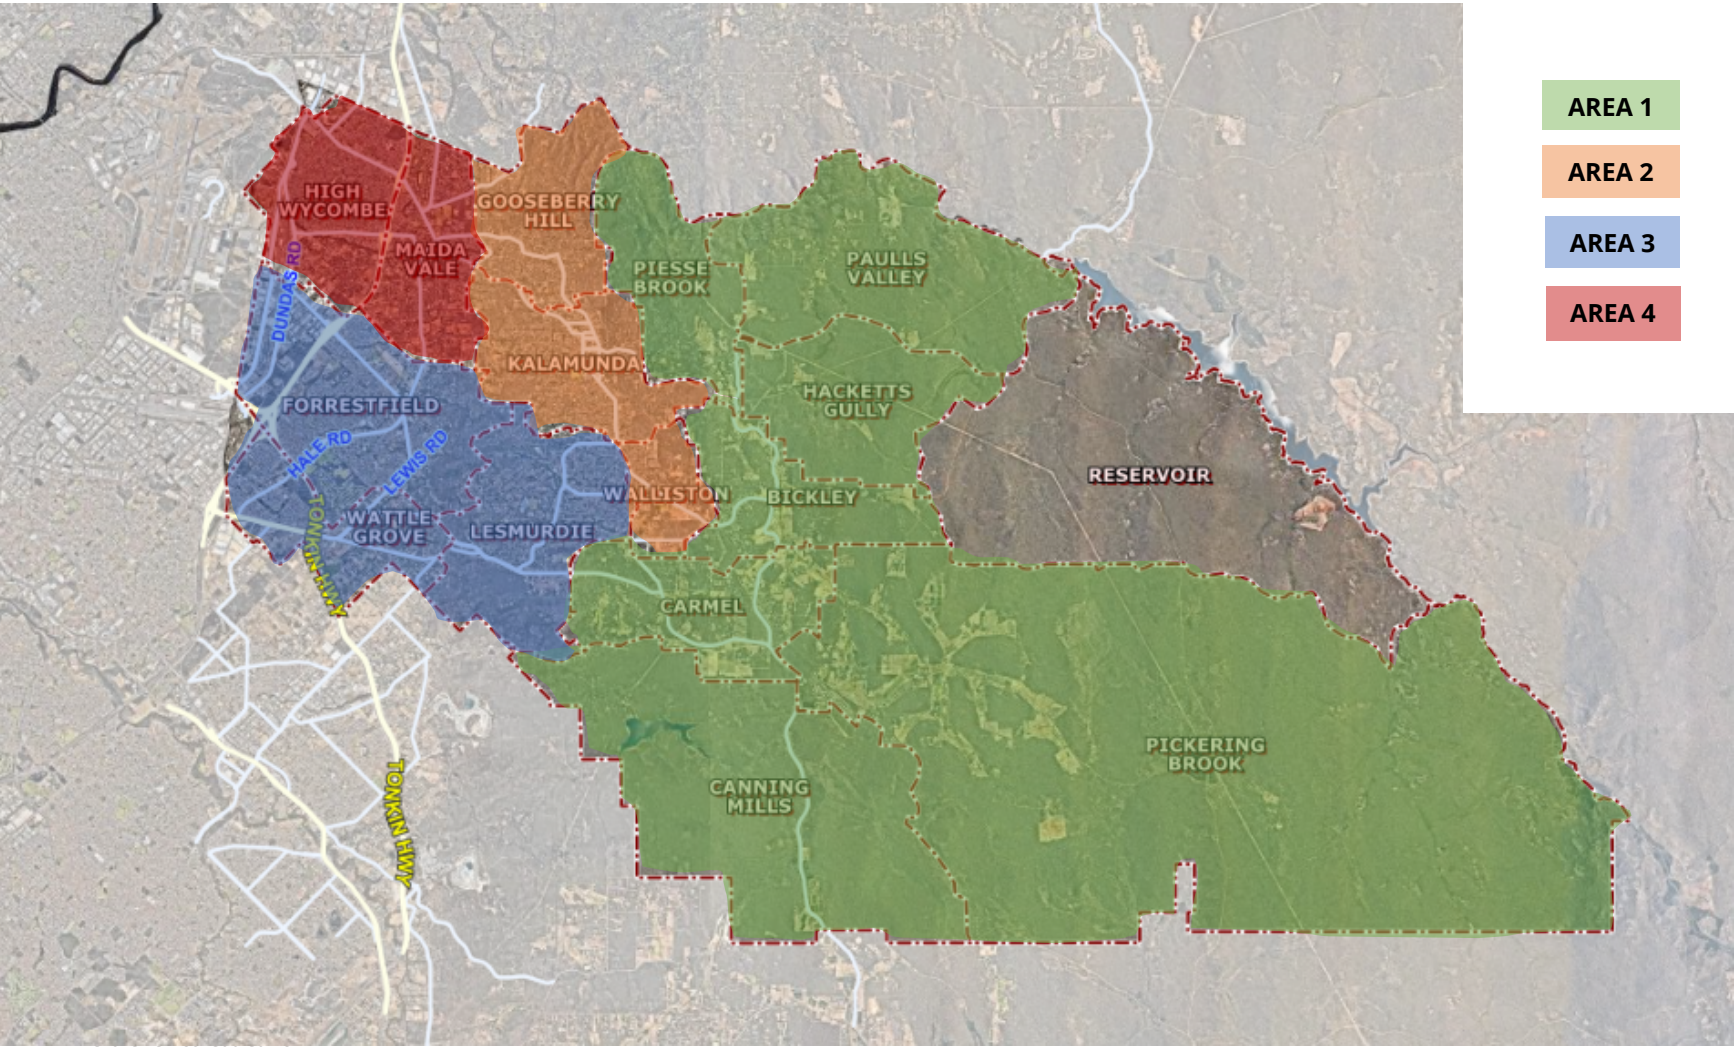 AREA 1
AREA 2
AREA 3
AREA 4
HIGH
WYCOMBE
MAIDA
VALE
GOOSEBERRY
HILL
PIESSE
BROOK
PAULLS
VALLEY
DUNDAS RD
KALAMUNDA
HACKETTS
GULLY
FORRESTFIELD
HALE RD
LEWIS RD
RESERVOIR
WALLISTON
BICKLEY
TONKIN HWY
WATTLE
GROVE
LESMURDIE
CARMEL
PICKERING
BROOK
CANNING
MILLS
TONKIN HWY